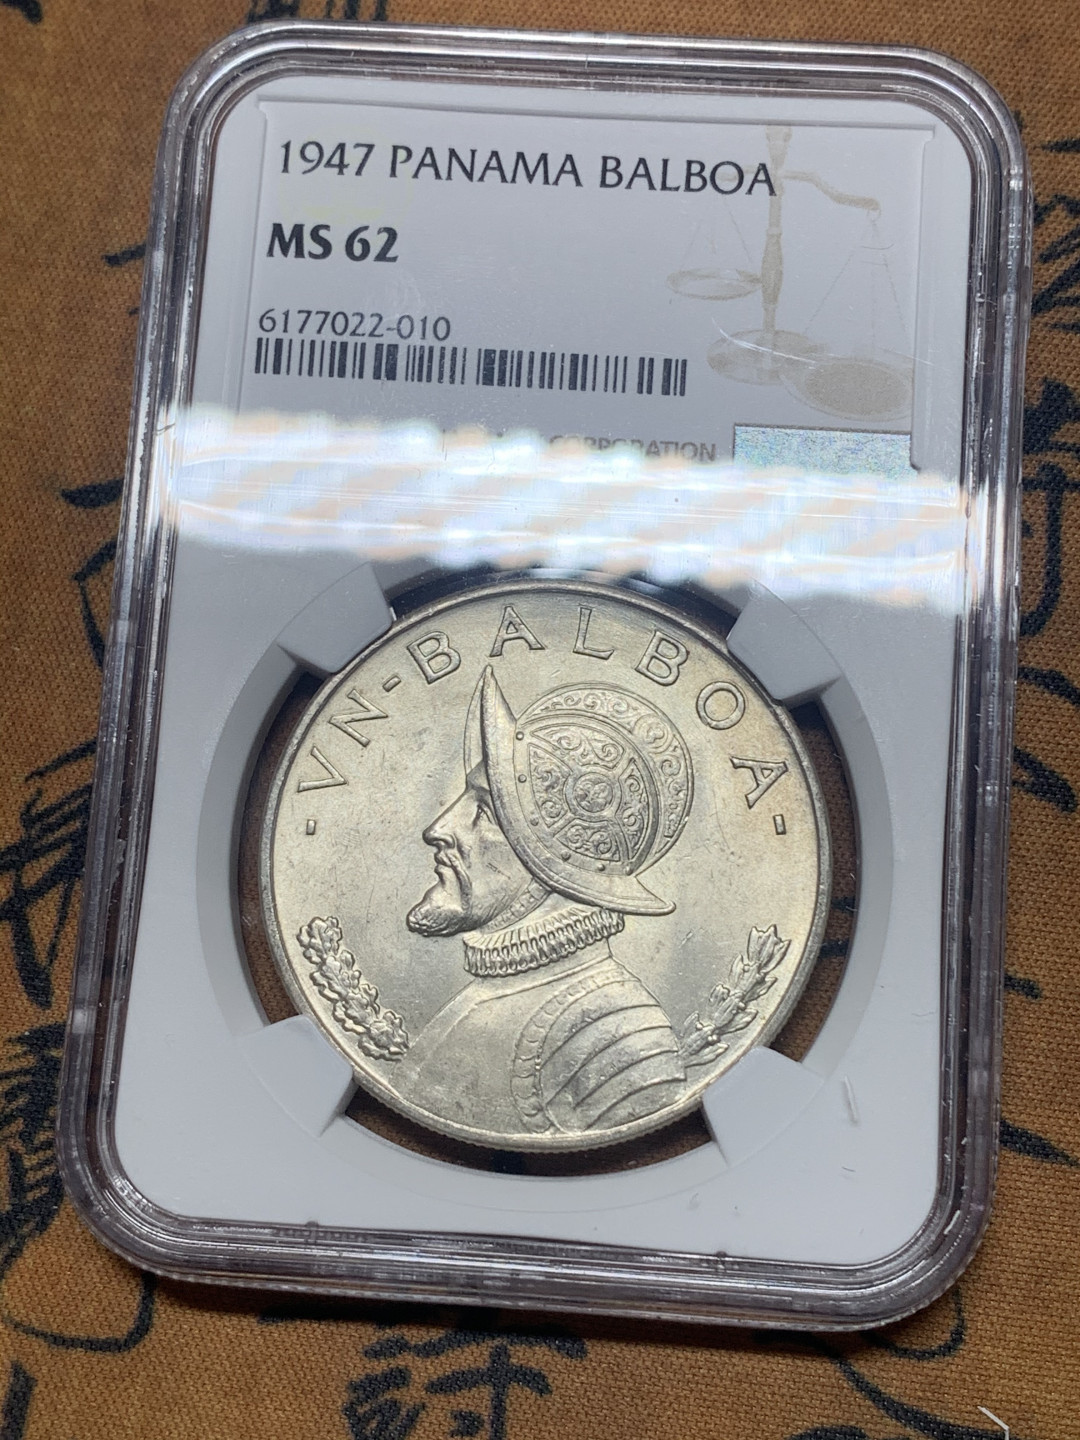 1947 PANAMA BALBOA
MS 62
6177022-010
CORPORATION
-VN-BALBOA-